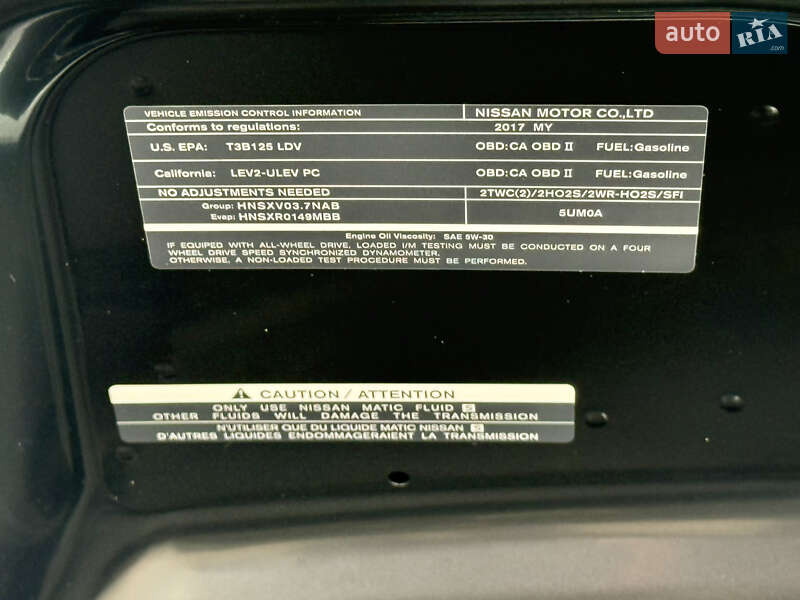 auto RIA.com
VEHICLE EMISSION CONTROL INFORMATION NISSAN MOTOR CO.,LTD
Conforms to regulations: 2017 MY
U.S. EPA: T3B125 LDV OBD:CA OBD II FUEL:Gasoline
California: LEV2-ULEV PC OBD:CA OBD II FUEL:Gasoline
NO ADJUSTMENTS NEEDED 2TWC(2)/2HO2S/2WR-HO2S/SFI
Group: HNSXV03.7NAB
Evap: HNSXR0149MBB
5UM0A
Engine Oil Viscosity: SAE 5W-30
IF EQUIPED WITH ALL-WHEEL DRIVE, LOADED I/M TESTING MUST BE CONDUCTED ON A FOUR
WHEEL DRIVE SPEED SYNCHRONIZED DYNAMOMETER.
OTHERWISE, A NON-LOADED TEST PROCEDURE MUST BE PERFORMED.
CAUTION / ATTENTION
ONLY USE NISSAN MATIC FLUID S
OTHER FLUIDS WILL DAMAGE THE TRANSMISSION
N'UTILISER QUE DU LIQUIDE MATIC NISSAN S
D'AUTRES LIQUIDES ENDOMMAGERAIENT LA TRANSMISSION